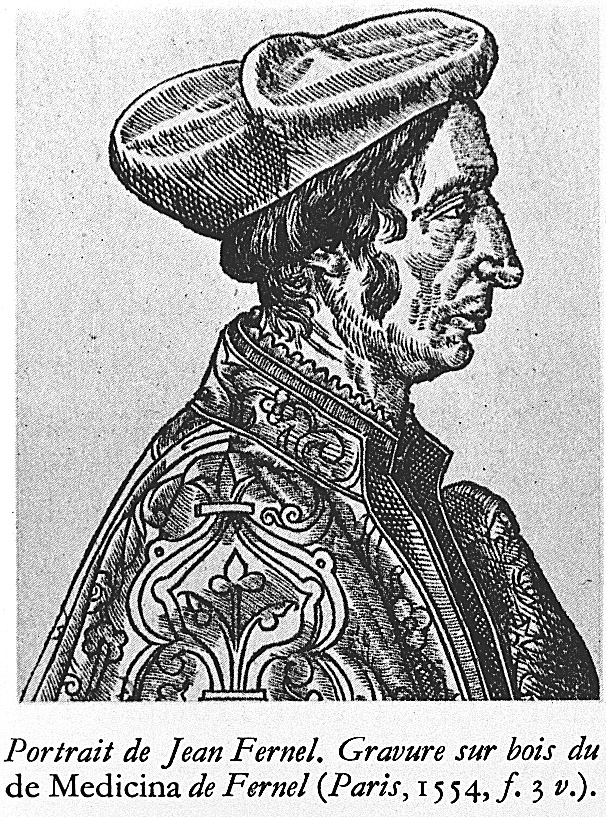 Portrait de Jean Fernel. Gravure sur bois du
de Medicina de Fernel (Paris, 1554, f. 3 v.).